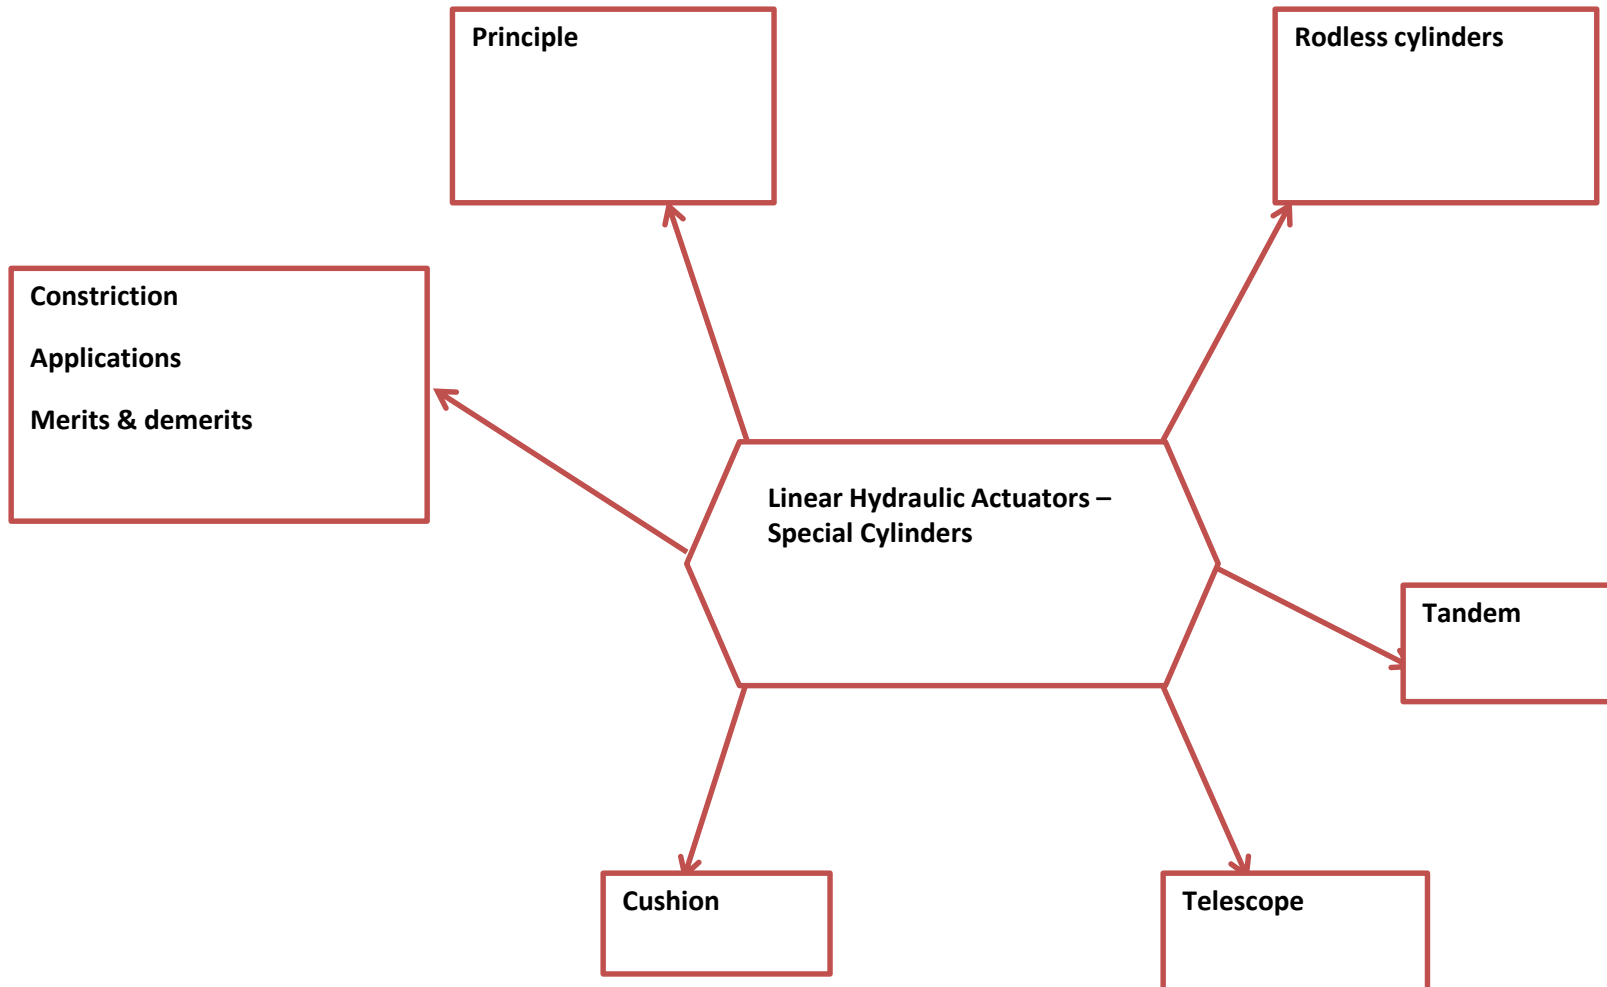 Principle
Rodless cylinders
Constriction
Applications
Merits & demerits
Linear Hydraulic Actuators –
Special Cylinders
Tandem
Cushion
Telescope